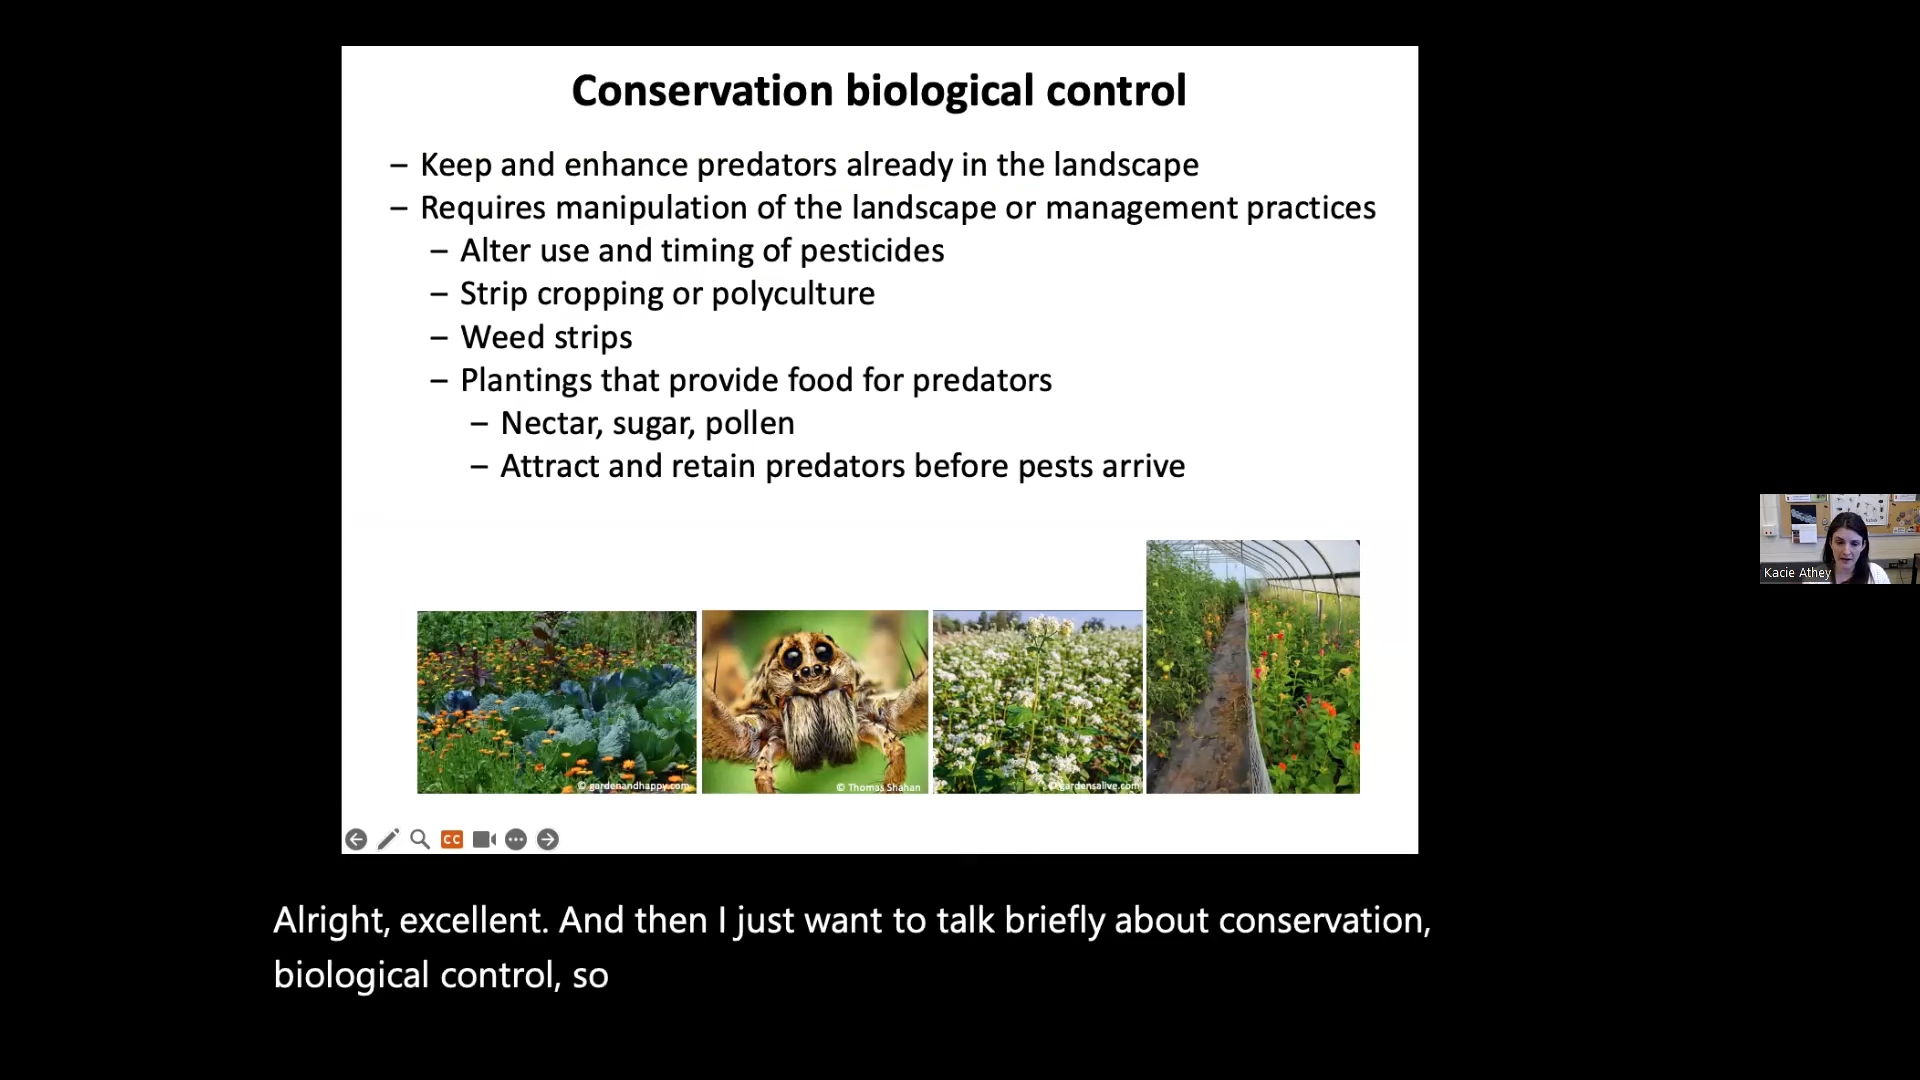 Conservation biological control
– Keep and enhance predators already in the landscape
– Requires manipulation of the landscape or management practices
– Alter use and timing of pesticides
– Strip cropping or polyculture
– Weed strips
– Plantings that provide food for predators
– Nectar, sugar, pollen
– Attract and retain predators before pests arrive
© gardenandhappy.com
© Thomas Shahan
© gardensalive.com
CC
Kacie Athey
Alright, excellent. And then I just want to talk briefly about conservation,
biological control, so